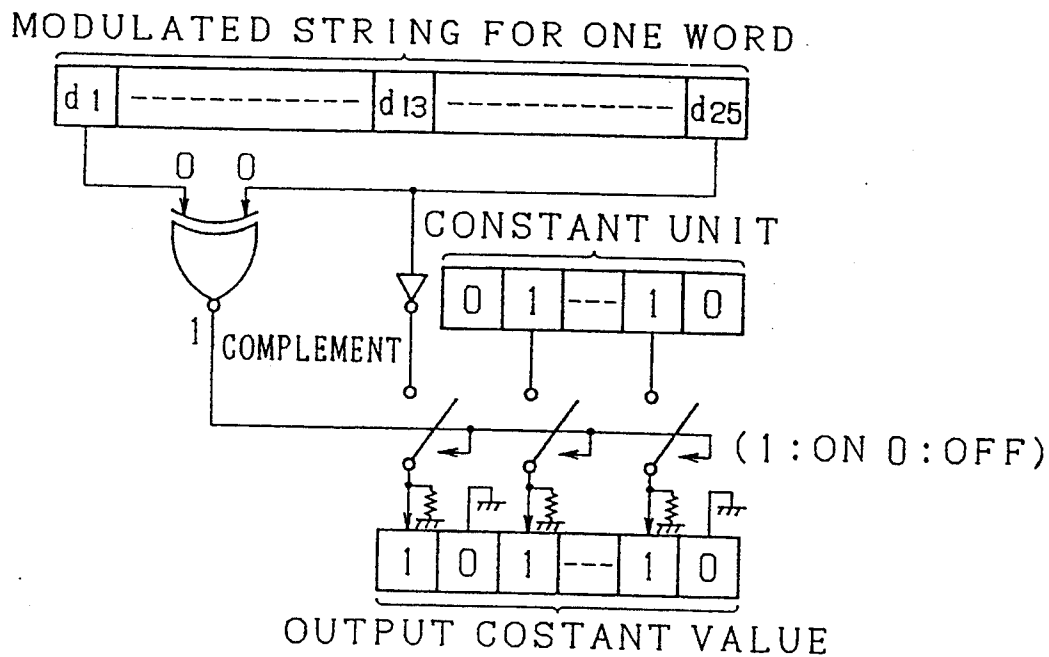 MODULATED STRING FOR ONE WORD
d1 ------------ d13 ------------ d25
0 0
CONSTANT UNIT
0 1 --- 1 0
1
COMPLEMENT
(1:ON 0:OFF)
1 0 1 --- 1 0
OUTPUT COSTANT VALUE